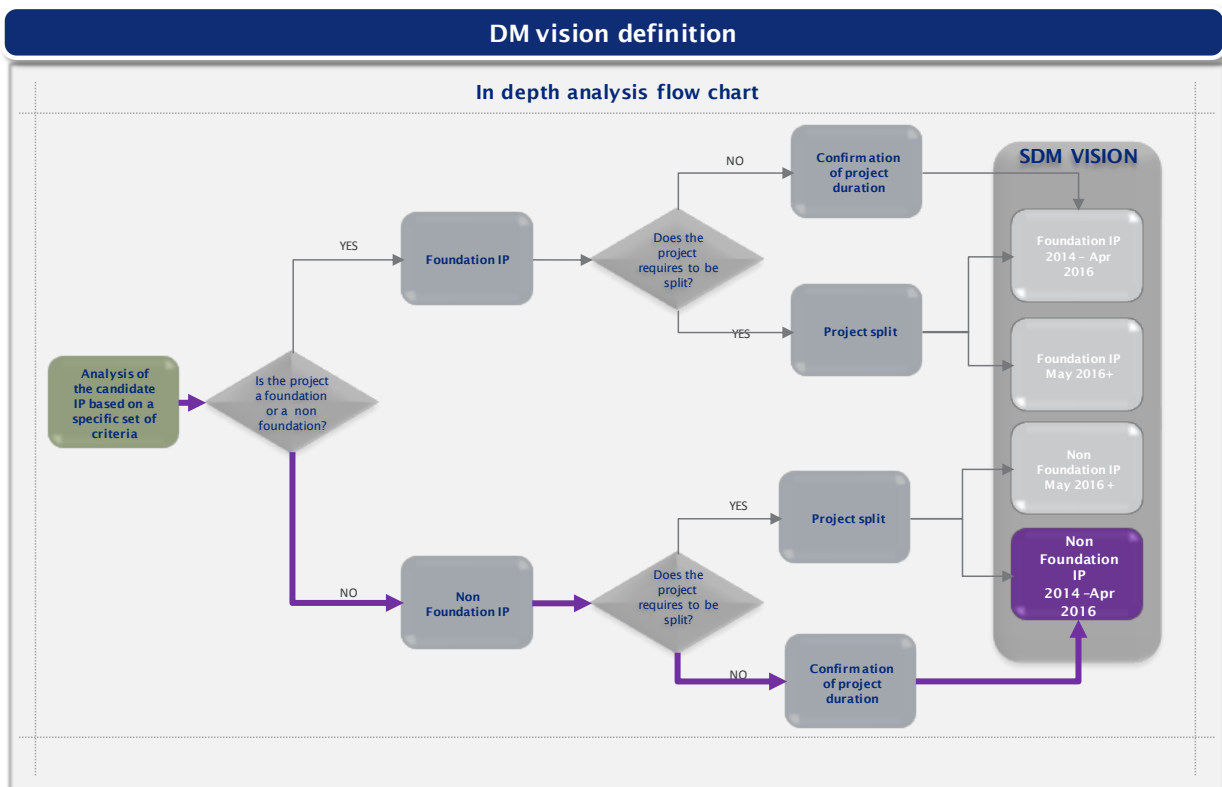 DM vision definition
In depth analysis flow chart
NO
Confirmation
of project
duration
SDM VISION
YES
Foundation IP
Does the
project
requires to be
split?
Foundation IP
2014 – Apr
2016
YES
Project split
Foundation IP
May 2016+
Analysis of
the candidate
IP based on a
specific set of
criteria
Is the project
a foundation
or a non
foundation?
Non
Foundation IP
May 2016 +
YES
Project split
Non
Foundation
IP
2014 –Apr
2016
NO
Non
Foundation IP
Does the
project
requires to be
split?
NO
Confirmation
of project
duration